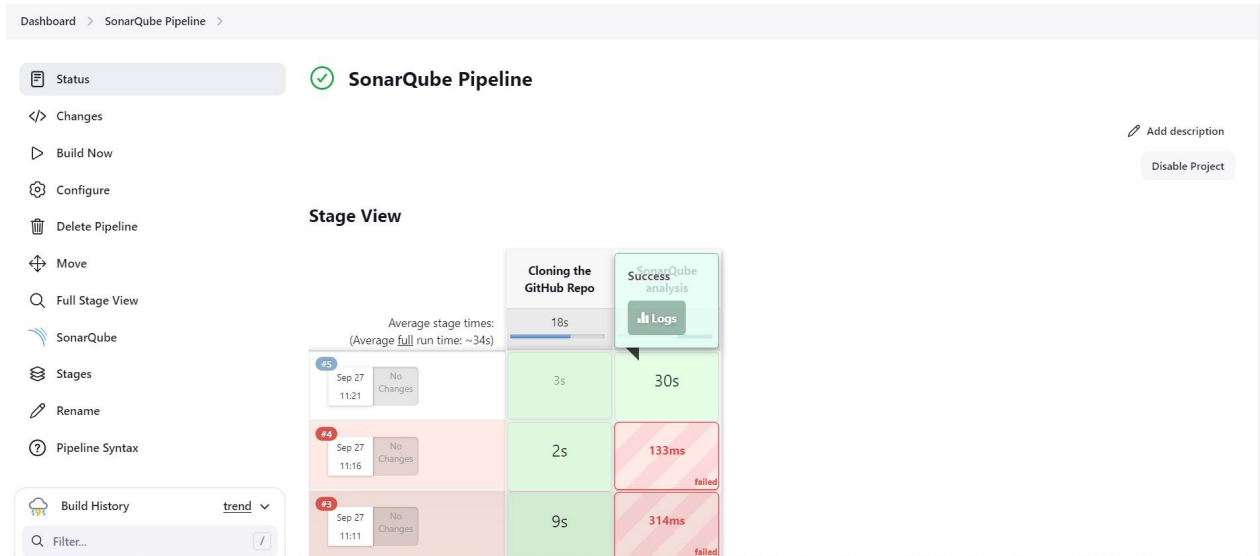 Dashboard > SonarQube Pipeline >
Status
SonarQube Pipeline
Changes
Add description
Build Now
Disable Project
Configure
Delete Pipeline
Stage View
Move
Full Stage View
SonarQube
Stages
Rename
Pipeline Syntax
Build History
trend
Filter...
/
Cloning the
GitHub Repo
SonarQube
analysis
Success
Logs
Average stage times:
(Average full run time: ~34s)
18s
#5
Sep 27
11:21
No
Changes
3s
30s
#4
Sep 27
11:16
No
Changes
2s
133ms
failed
#3
Sep 27
11:11
No
Changes
9s
314ms
failed